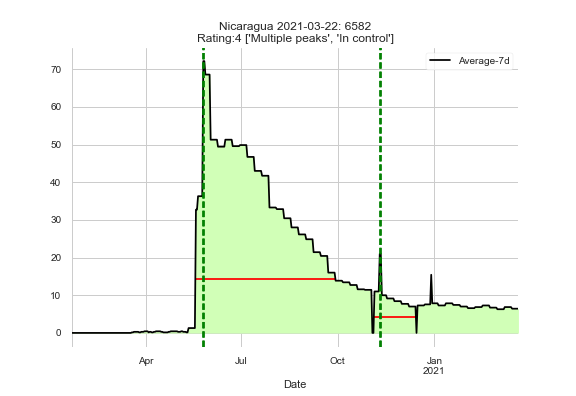 Nicaragua 2021-03-22: 6582
Rating:4 ['Multiple peaks', 'In control']
Average-7d
70
60
50
40
30
20
10
0
Apr
Jul
Oct
Jan
2021
Date